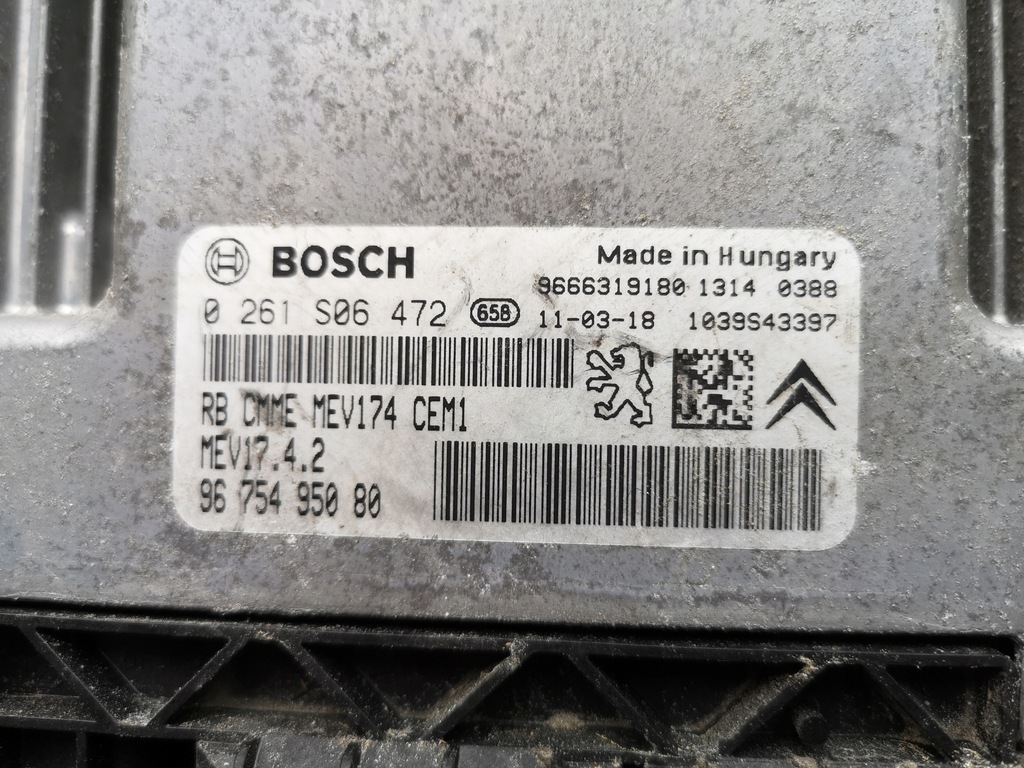 BOSCH
Made in Hungary
9666319180 1314 0388
0 261 S06 472 658 11-03-18 1039S43397
RB CMME MEV174 CEM1
MEV17.4.2
96 754 950 80